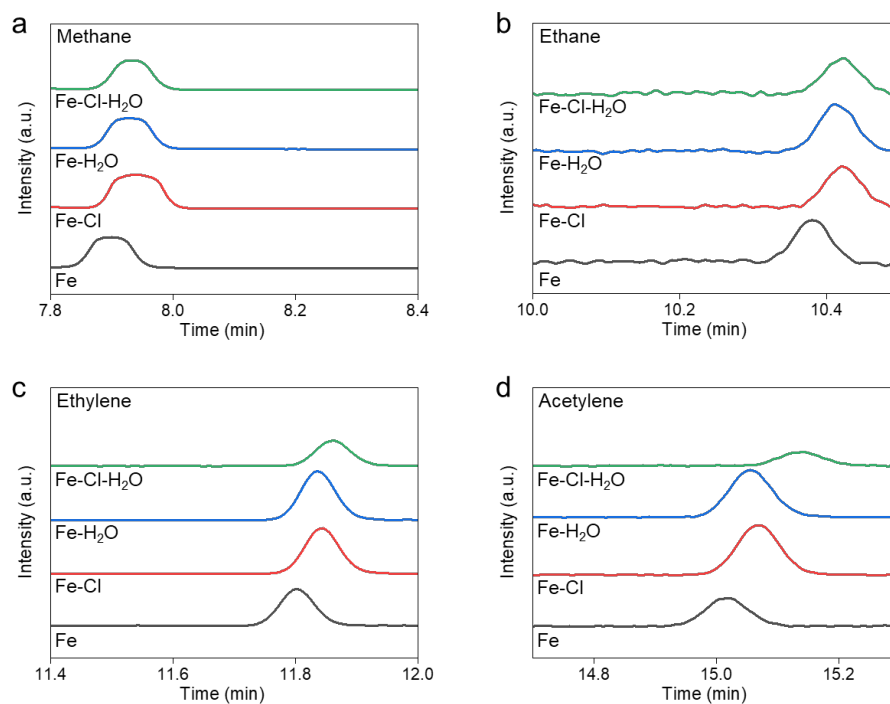 a
Methane
Fe-Cl-H₂O
Fe-H₂O
Fe-Cl
Fe
Intensity (a.u.)
7.8 8.0 8.2 8.4
Time (min)
b
Ethane
Fe-Cl-H₂O
Fe-H₂O
Fe-Cl
Fe
Intensity (a.u.)
10.0 10.2 10.4
Time (min)
c
Ethylene
Fe-Cl-H₂O
Fe-H₂O
Fe-Cl
Fe
Intensity (a.u.)
11.4 11.6 11.8 12.0
Time (min)
d
Acetylene
Fe-Cl-H₂O
Fe-H₂O
Fe-Cl
Fe
Intensity (a.u.)
14.8 15.0 15.2
Time (min)